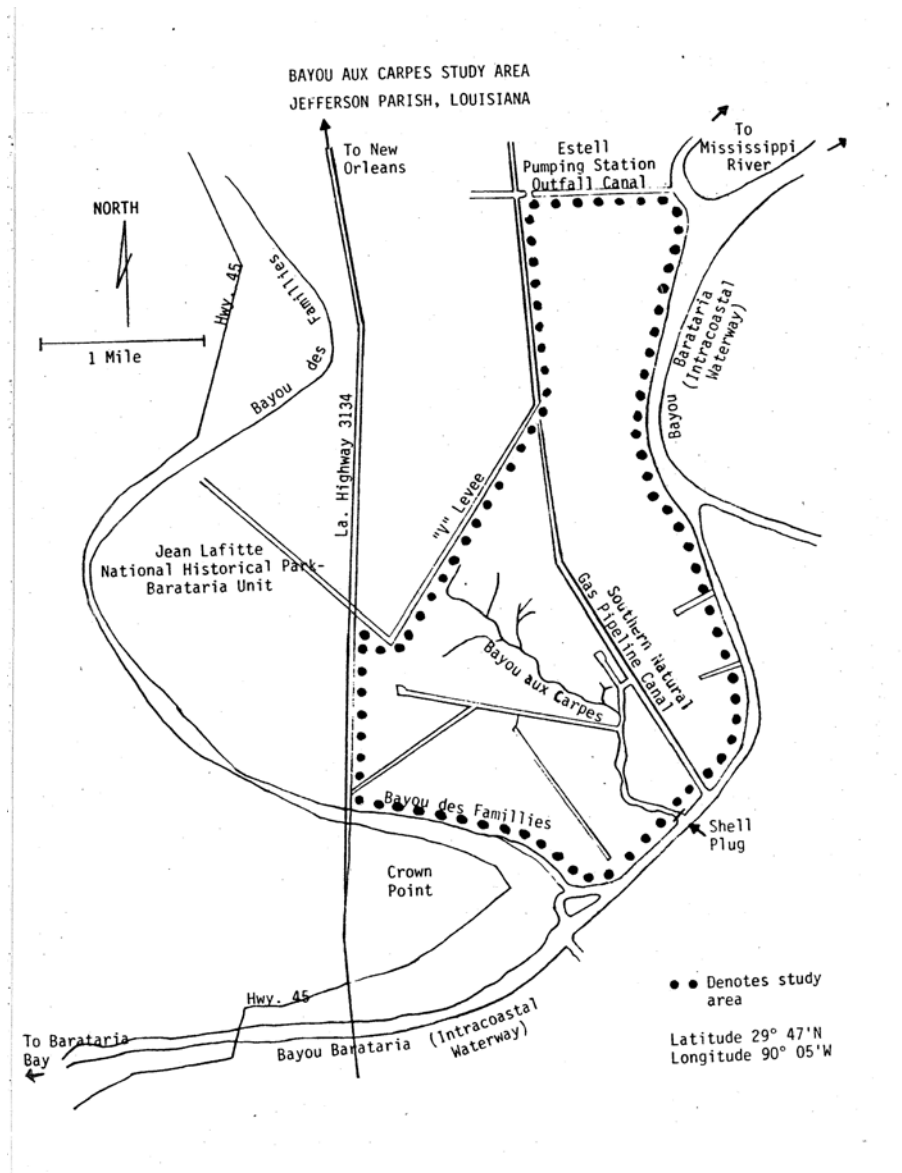 BAYOU AUX CARPES STUDY AREA
JEFFERSON PARISH, LOUISIANA
To New
Orleans
Estell
Pumping Station
Outfall Canal
To
Mississippi
River
NORTH
1 Mile
Hwy. 45
Bayou des Famillies
La. Highway 3134
"V" Levee
Bayou Barataria
(Intracoastal
Waterway)
Jean Lafitte
National Historical Park-
Barataria Unit
Southern Natural
Gas Pipeline Canal
Bayou aux Carpes
Bayou des Famillies
Shell
Plug
Crown
Point
Hwy. 45
Denotes study
area
Latitude 29° 47'N
Longitude 90° 05'W
To Barataria
Bay
Bayou Barataria (Intracoastal
Waterway)